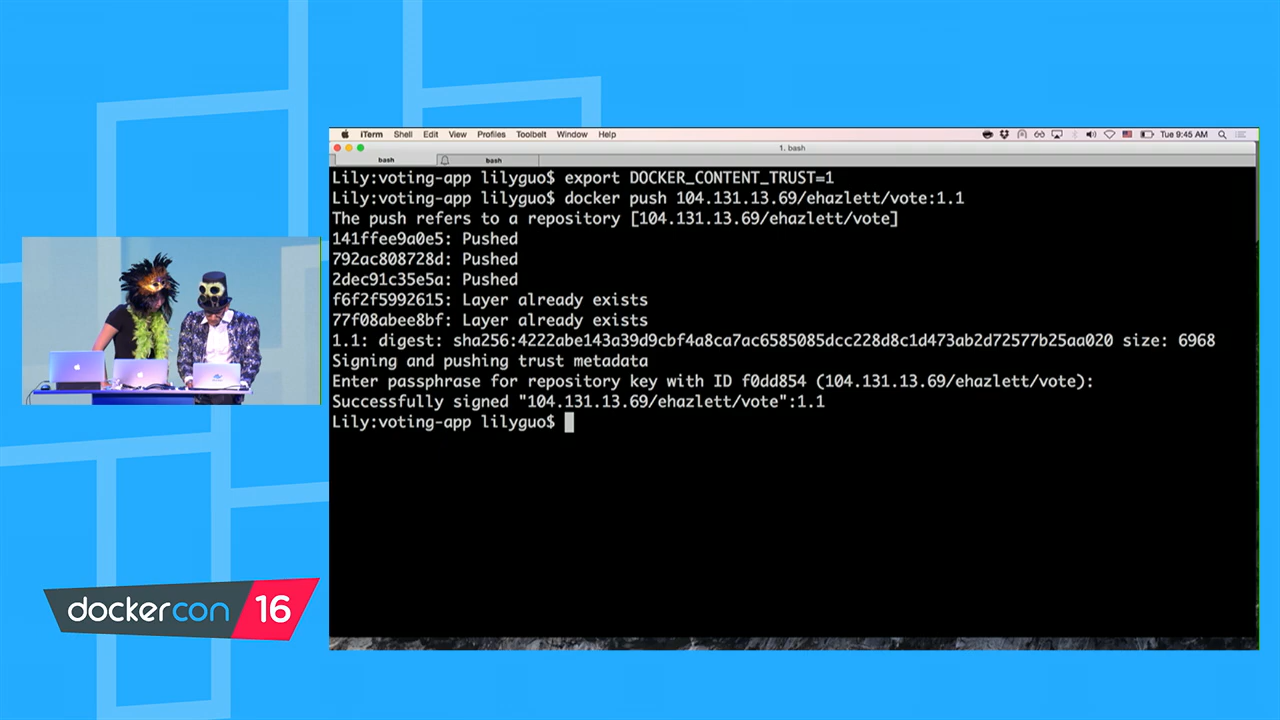 iTerm Shell Edit View Profiles Toolbelt Window Help Tue 9:45 AM
1. bash
bash bash
Lily:voting-app lilyguo$ export DOCKER_CONTENT_TRUST=1
Lily:voting-app lilyguo$ docker push 104.131.13.69/ehazlett/vote:1.1
The push refers to a repository [104.131.13.69/ehazlett/vote]
141ffee9a0e5: Pushed
792ac808728d: Pushed
2dec91c35e5a: Pushed
f6f2f5992615: Layer already exists
77f08abee8bf: Layer already exists
1.1: digest: sha256:4222abe143a39d9cbf4a8ca7ac6585085dcc228d8c1d473ab2d72577b25aa020 size: 6968
Signing and pushing trust metadata
Enter passphrase for repository key with ID f0dd854 (104.131.13.69/ehazlett/vote):
Successfully signed "104.131.13.69/ehazlett/vote":1.1
Lily:voting-app lilyguo$
dockercon 16